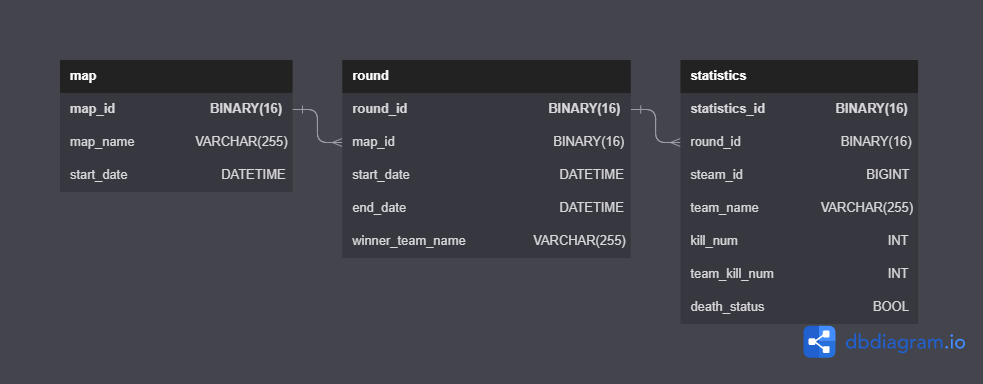 map
map_id BINARY(16)
map_name VARCHAR(255)
start_date DATETIME
round
round_id BINARY(16)
map_id BINARY(16)
start_date DATETIME
end_date DATETIME
winner_team_name VARCHAR(255)
statistics
statistics_id BINARY(16)
round_id BINARY(16)
steam_id BIGINT
team_name VARCHAR(255)
kill_num INT
team_kill_num INT
death_status BOOL
dbdiagram.io